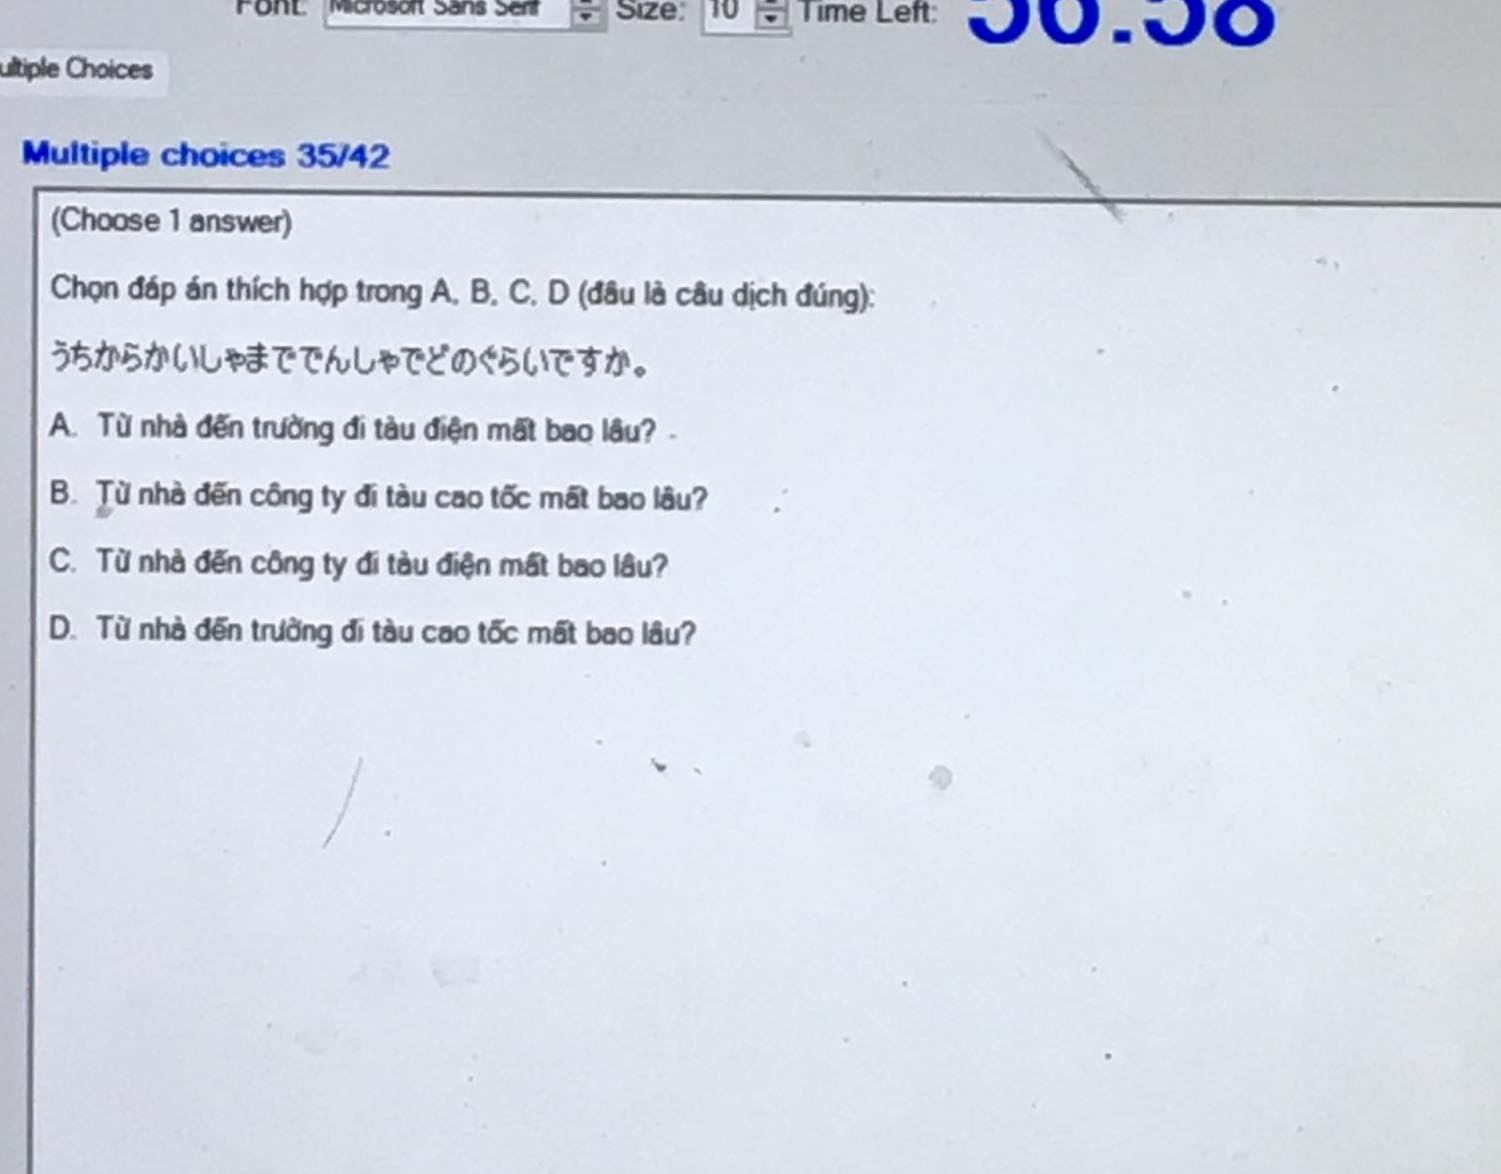 Font: Microsoft Sans Serif Size: 10 Time Left: 56:58
ultiple Choices
Multiple choices 35/42
(Choose 1 answer)
Chọn đáp án thích hợp trong A, B, C, D (đâu là câu dịch đúng):
うちからかいしゃまででんしゃでどのぐらいですか。
A. Từ nhà đến trường đi tàu điện mất bao lâu?
B. Từ nhà đến công ty đi tàu cao tốc mất bao lâu?
C. Từ nhà đến công ty đi tàu điện mất bao lâu?
D. Từ nhà đến trường đi tàu cao tốc mất bao lâu?